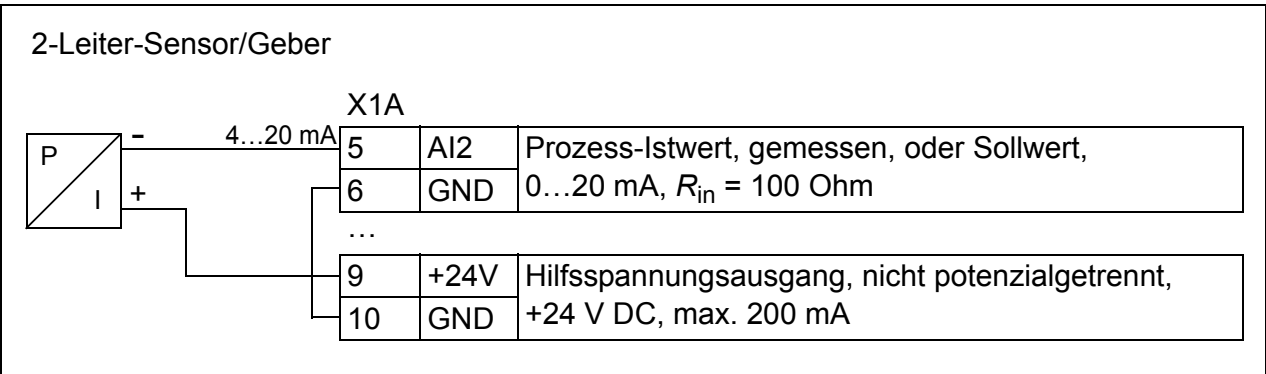 2-Leiter-Sensor/Geber
X1A
P
I
-
+
4…20 mA
5 AI2 Prozess-Istwert, gemessen, oder Sollwert,
6 GND 0…20 mA, Rin = 100 Ohm
…
9 +24V Hilfsspannungsausgang, nicht potenzialgetrennt,
10 GND +24 V DC, max. 200 mA